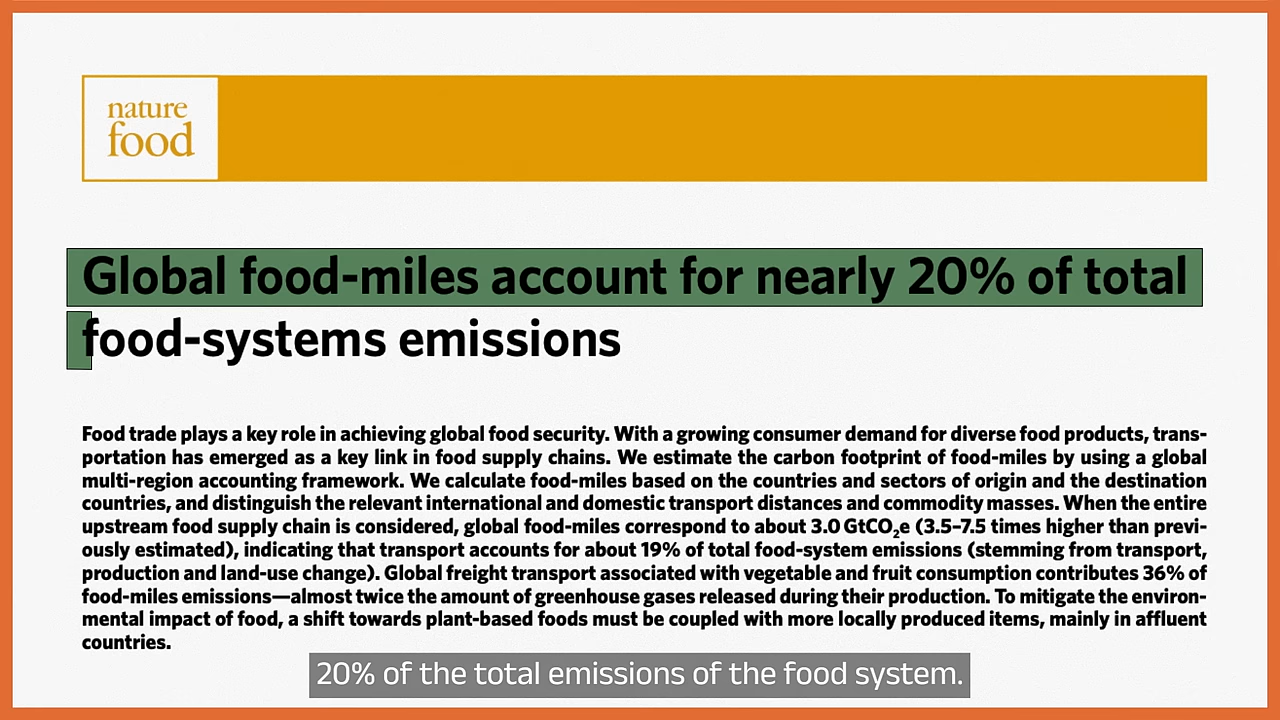 nature
food
Global food-miles account for nearly 20% of total
food-systems emissions
Food trade plays a key role in achieving global food security. With a growing consumer demand for diverse food products, trans-
portation has emerged as a key link in food supply chains. We estimate the carbon footprint of food-miles by using a global
multi-region accounting framework. We calculate food-miles based on the countries and sectors of origin and the destination
countries, and distinguish the relevant international and domestic transport distances and commodity masses. When the entire
upstream food supply chain is considered, global food-miles correspond to about 3.0 GtCO₂e (3.5–7.5 times higher than previ-
ously estimated), indicating that transport accounts for about 19% of total food-system emissions (stemming from transport,
production and land-use change). Global freight transport associated with vegetable and fruit consumption contributes 36% of
food-miles emissions—almost twice the amount of greenhouse gases released during their production. To mitigate the environ-
mental impact of food, a shift towards plant-based foods must be coupled with more locally produced items, mainly in affluent
countries.
20% of the total emissions of the food system.